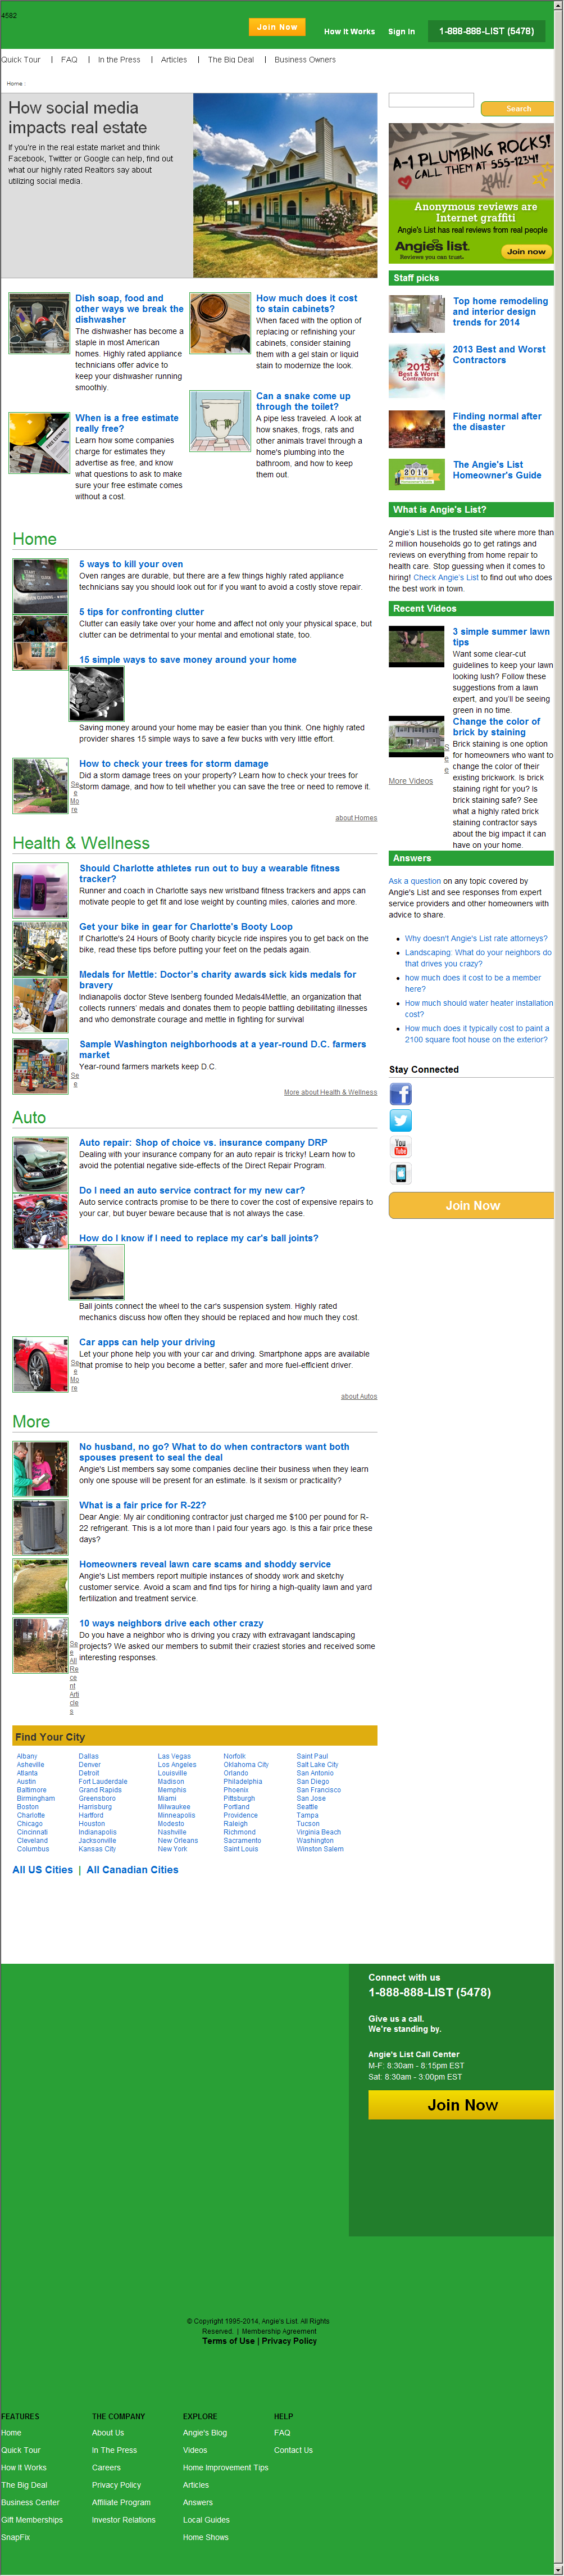 4582
Join Now
How It Works
Sign In
1-888-888-LIST (5478)
Quick Tour | FAQ | In the Press | Articles | The Big Deal | Business Owners
Home :
How social media
impacts real estate
If you're in the real estate market and think
Facebook, Twitter or Google can help, find out
what our highly rated Realtors say about
utilizing social media.
Search
A-1 PLUMBING ROCKS!
CALL THEM AT 555-1234!
Anonymous reviews are
Internet graffiti
Angie's List has real reviews from real people
Angie's list.
Reviews you can trust.
Join now
Dish soap, food and
other ways we break the
dishwasher
The dishwasher has become a
staple in most American
homes. Highly rated appliance
technicians offer advice to
keep your dishwasher running
smoothly.
How much does it cost
to stain cabinets?
When faced with the option of
replacing or refinishing your
cabinets, consider staining
them with a gel stain or liquid
stain to modernize the look.
When is a free estimate
really free?
Learn how some companies
charge for estimates they
advertise as free, and know
what questions to ask to make
sure your free estimate comes
without a cost.
Can a snake come up
through the toilet?
A pipe less traveled. A look at
how snakes, frogs, rats and
other animals travel through a
home's plumbing into the
bathroom, and how to keep
them out.
Staff picks
Top home remodeling
and interior design
trends for 2014
2013
Best & Worst
Contractors
2013 Best and Worst
Contractors
Finding normal after
the disaster
2014
The Angie's List
Homeowner's Guide
What is Angie's List?
Angie's List is the trusted site where more than
2 million households go to get ratings and
reviews on everything from home repair to
health care. Stop guessing when it comes to
hiring! Check Angie's List to find out who does
the best work in town.
Home
5 ways to kill your oven
Oven ranges are durable, but there are a few things highly rated appliance
technicians say you should look out for if you want to avoid a costly stove repair.
5 tips for confronting clutter
Clutter can easily take over your home and affect not only your physical space, but
clutter can be detrimental to your mental and emotional state, too.
15 simple ways to save money around your home
Saving money around your home may be easier than you think. One highly rated
provider shares 15 simple ways to save a few bucks with very little effort.
How to check your trees for storm damage
Did a storm damage trees on your property? Learn how to check your trees for
storm damage, and how to tell whether you can save the tree or need to remove it.
Se
e
Mo
re
about Homes
Recent Videos
3 simple summer lawn
tips
Want some clear-cut
guidelines to keep your lawn
looking lush? Follow these
suggestions from a lawn
expert, and you'll be seeing
green in no time.
Change the color of
brick by staining
Brick staining is one option
for homeowners who want to
change the color of their
existing brickwork. Is brick
staining right for you? Is
brick staining safe? See
what a highly rated brick
staining contractor says
about the big impact it can
have on your home.
S
e
e
More Videos
Health & Wellness
Should Charlotte athletes run out to buy a wearable fitness
tracker?
Runner and coach in Charlotte says new wristband fitness trackers and apps can
motivate people to get fit and lose weight by counting miles, calories and more.
Get your bike in gear for Charlotte's Booty Loop
If Charlotte's 24 Hours of Booty charity bicycle ride inspires you to get back on the
bike, read these tips before putting your feet on the pedals again.
Medals for Mettle: Doctor's charity awards sick kids medals for
bravery
Indianapolis doctor Steve Isenberg founded Medals4Mettle, an organization that
collects runners' medals and donates them to people battling debilitating illnesses
and who demonstrate courage and mettle in fighting for survival
Sample Washington neighborhoods at a year-round D.C. farmers
market
Year-round farmers markets keep D.C.
Se
e
More about Health & Wellness
Answers
Ask a question on any topic covered by
Angie's List and see responses from expert
service providers and other homeowners with
advice to share.
Why doesn't Angie's List rate attorneys?
Landscaping: What do your neighbors do
that drives you crazy?
how much does it cost to be a member
here?
How much should water heater installation
cost?
How much does it typically cost to paint a
2100 square foot house on the exterior?
Stay Connected
You
Tube
Join Now
Auto
Auto repair: Shop of choice vs. insurance company DRP
Dealing with your insurance company for an auto repair is tricky! Learn how to
avoid the potential negative side-effects of the Direct Repair Program.
Do I need an auto service contract for my new car?
Auto service contracts promise to be there to cover the cost of expensive repairs to
your car, but buyer beware because that is not always the case.
How do I know if I need to replace my car's ball joints?
Ball joints connect the wheel to the car's suspension system. Highly rated
mechanics discuss how often they should be replaced and how much they cost.
Car apps can help your driving
Let your phone help you with your car and driving. Smartphone apps are available
that promise to help you become a better, safer and more fuel-efficient driver.
Se
e
Mo
re
about Autos
More
No husband, no go? What to do when contractors want both
spouses present to seal the deal
Angie's List members say some companies decline their business when they learn
only one spouse will be present for an estimate. Is it sexism or practicality?
What is a fair price for R-22?
Dear Angie: My air conditioning contractor just charged me $100 per pound for R-
22 refrigerant. This is a lot more than I paid four years ago. Is this a fair price these
days?
Homeowners reveal lawn care scams and shoddy service
Angie's List members report multiple instances of shoddy work and sketchy
customer service. Avoid a scam and find tips for hiring a high-quality lawn and yard
fertilization and treatment service.
10 ways neighbors drive each other crazy
Do you have a neighbor who is driving you crazy with extravagant landscaping
projects? We asked our members to submit their craziest stories and received some
interesting responses.
Se
e
All
Re
ce
nt
Arti
cle
s
Find Your City
Albany Dallas Las Vegas Norfolk Saint Paul
Asheville Denver Los Angeles Oklahoma City Salt Lake City
Atlanta Detroit Louisville Orlando San Antonio
Austin Fort Lauderdale Madison Philadelphia San Diego
Baltimore Grand Rapids Memphis Phoenix San Francisco
Birmingham Greensboro Miami Pittsburgh San Jose
Boston Harrisburg Milwaukee Portland Seattle
Charlotte Hartford Minneapolis Providence Tampa
Chicago Houston Modesto Raleigh Tucson
Cincinnati Indianapolis Nashville Richmond Virginia Beach
Cleveland Jacksonville New Orleans Sacramento Washington
Columbus Kansas City New York Saint Louis Winston Salem
All US Cities | All Canadian Cities
Connect with us
1-888-888-LIST (5478)
Give us a call.
We're standing by.
Angie's List Call Center
M-F: 8:30am - 8:15pm EST
Sat: 8:30am - 3:00pm EST
Join Now
© Copyright 1995-2014, Angie's List. All Rights
Reserved. | Membership Agreement
Terms of Use | Privacy Policy
FEATURES THE COMPANY EXPLORE HELP
Home About Us Angie's Blog FAQ
Quick Tour In The Press Videos Contact Us
How It Works Careers Home Improvement Tips
The Big Deal Privacy Policy Articles
Business Center Affiliate Program Answers
Gift Memberships Investor Relations Local Guides
SnapFix Home Shows